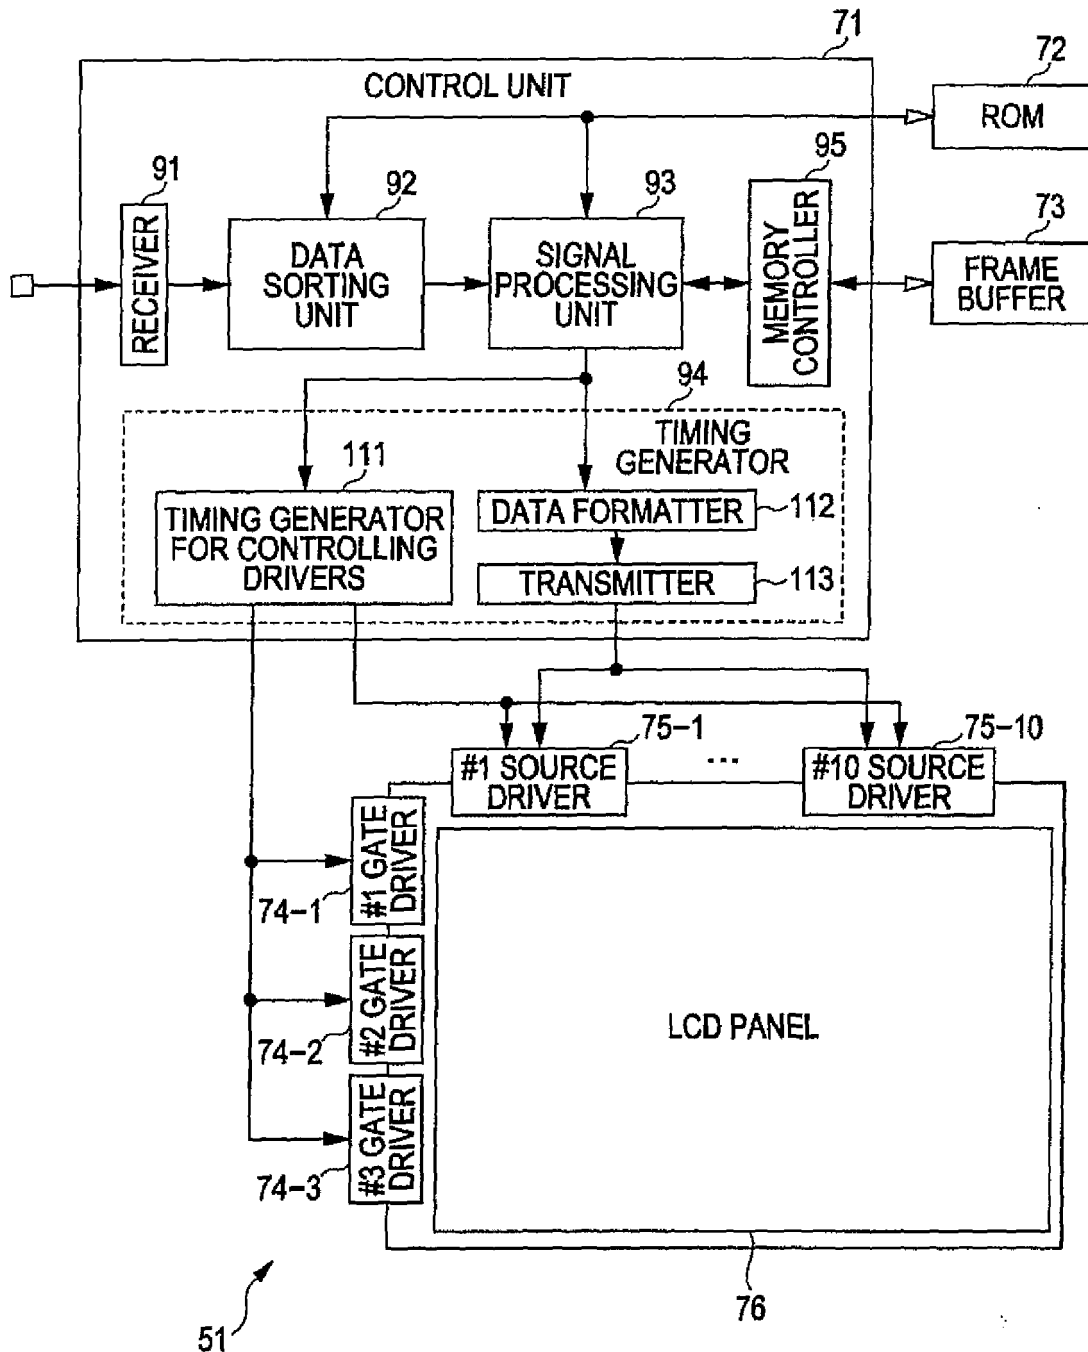 71
CONTROL UNIT
72
ROM
91
RECEIVER
92
DATA
SORTING
UNIT
93
SIGNAL
PROCESSING
UNIT
95
MEMORY
CONTROLLER
73
FRAME
BUFFER
94
TIMING
GENERATOR
111
TIMING GENERATOR
FOR CONTROLLING
DRIVERS
DATA FORMATTER
112
TRANSMITTER
113
75-1
#1 SOURCE
DRIVER
...
75-10
#10 SOURCE
DRIVER
#1 GATE
DRIVER
74-1
#2 GATE
DRIVER
74-2
#3 GATE
DRIVER
74-3
LCD PANEL
76
51